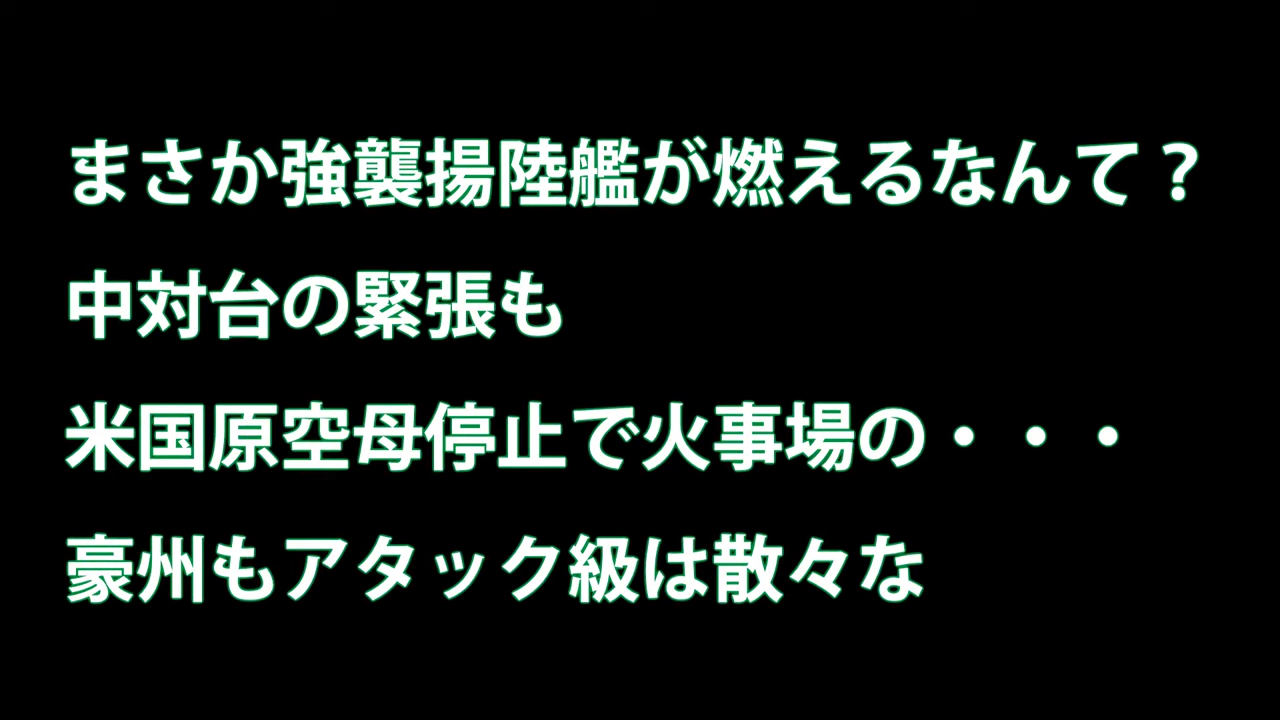 まさか強襲揚陸艦が燃えるなんて？
中対台の緊張も
米国原空母停止で火事場の・・・
豪州もアタック級は散々な